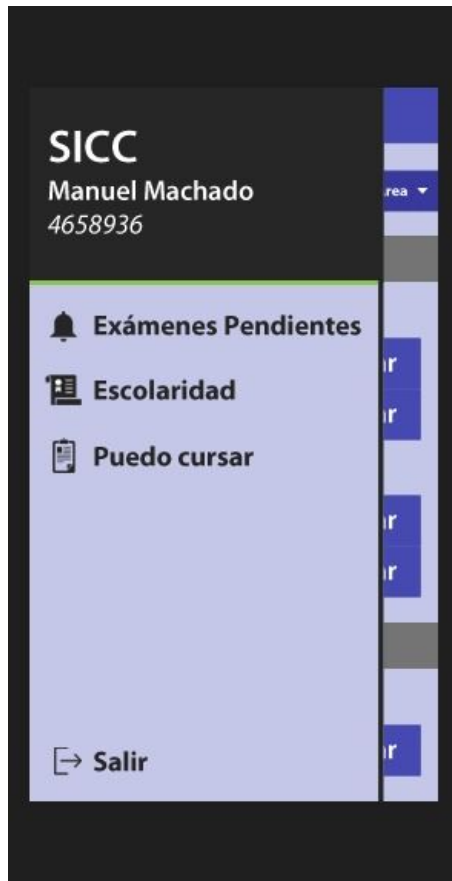 SICC
Manuel Machado
4658936
Exámenes Pendientes
Escolaridad
Puedo cursar
Salir